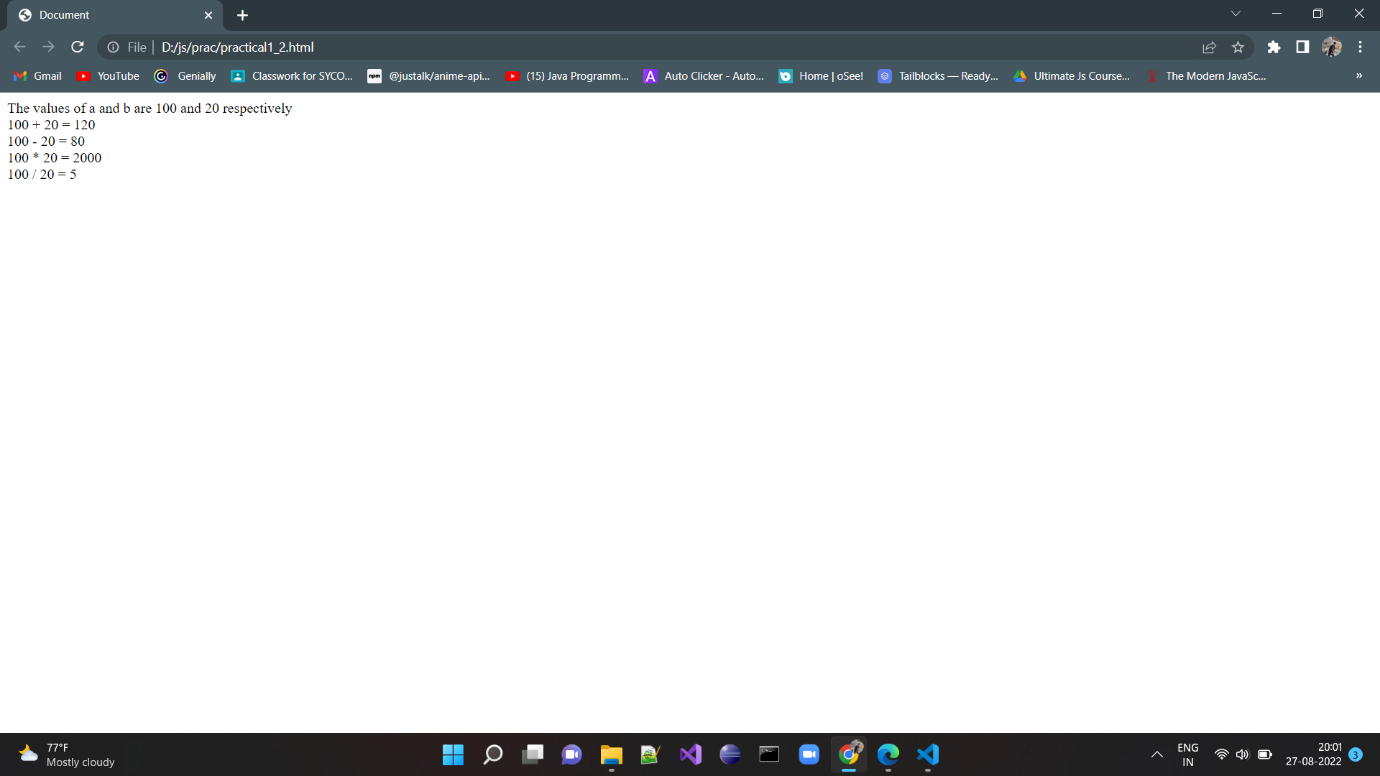 Document
File D:/js/prac/practical1_2.html
Gmail YouTube Genially Classwork for SYCO... npm @justalk/anime-api... (15) Java Programm... A Auto Clicker - Auto... Home | oSee! Tailblocks — Ready... Ultimate Js Course... The Modern JavaSc... »
The values of a and b are 100 and 20 respectively
100 + 20 = 120
100 - 20 = 80
100 * 20 = 2000
100 / 20 = 5
77°F
Mostly cloudy
ENG
IN
20:01
27-08-2022 3